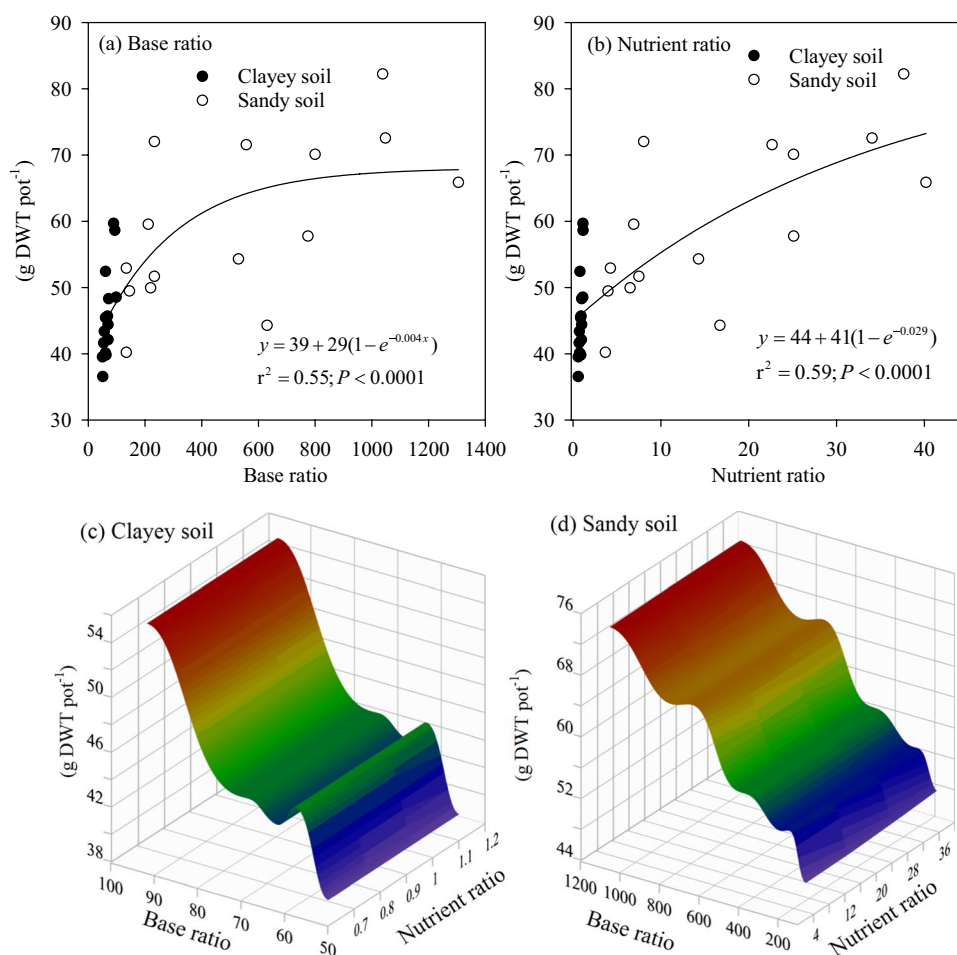 (a) Base ratio
Clayey soil
Sandy soil
90
80
70
60
50
40
30
(g DWT pot⁻¹)
y = 39 + 29(1 − e^{−0.004x})
r² = 0.55; P < 0.0001
0 200 400 600 800 1000 1200 1400
Base ratio
(b) Nutrient ratio
Clayey soil
Sandy soil
90
80
70
60
50
40
30
(g DWT pot⁻¹)
y = 44 + 41(1 − e^{−0.029})
r² = 0.59; P < 0.0001
0 10 20 30 40
Nutrient ratio
(c) Clayey soil
54
50
46
42
38
(g DWT pot⁻¹)
100 90 80 70 60 50
Base ratio
0.7 0.8 0.9 1 1.1 1.2
Nutrient ratio
(d) Sandy soil
76
68
60
52
44
(g DWT pot⁻¹)
1200 1000 800 600 400 200
Base ratio
4 12 20 28 36
Nutrient ratio